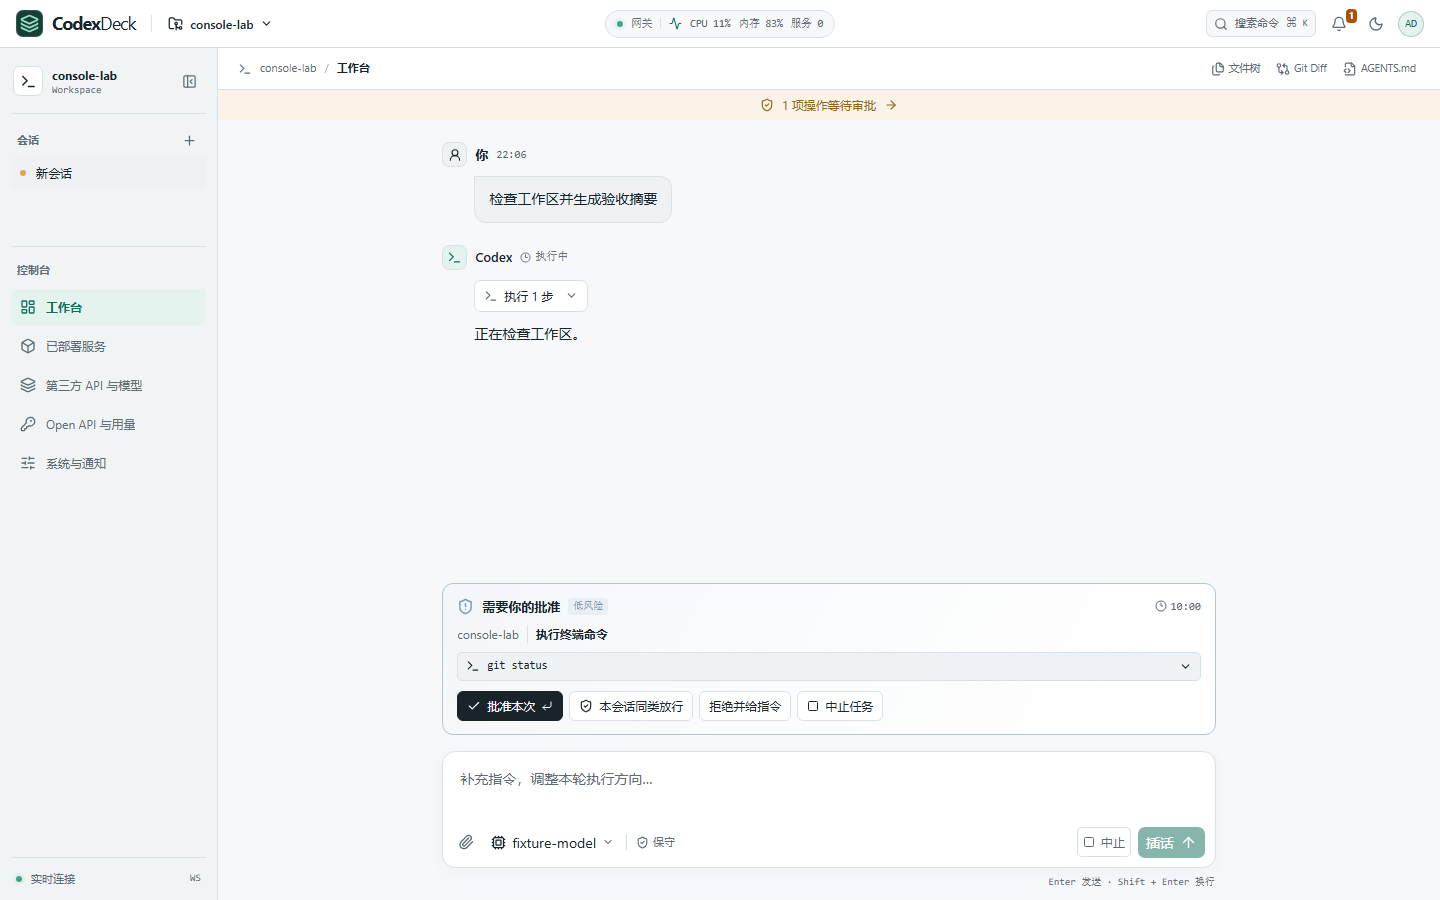 CodexDeck
console-lab
网关 CPU 11% 内存 83% 服务 0
搜索命令 ⌘ K
1
AD
console-lab
Workspace
会话
新会话
控制台
工作台
已部署服务
第三方 API 与模型
Open API 与用量
系统与通知
实时连接 WS
console-lab / 工作台
文件树 Git Diff AGENTS.md
1 项操作等待审批
你 22:06
检查工作区并生成验收摘要
Codex 执行中
执行 1 步
正在检查工作区。
需要你的批准 低风险 10:00
console-lab 执行终端命令
git status
批准本次 本会话同类放行 拒绝并给指令 中止任务
补充指令，调整本轮执行方向...
fixture-model 保守 中止 插话
Enter 发送 · Shift + Enter 换行